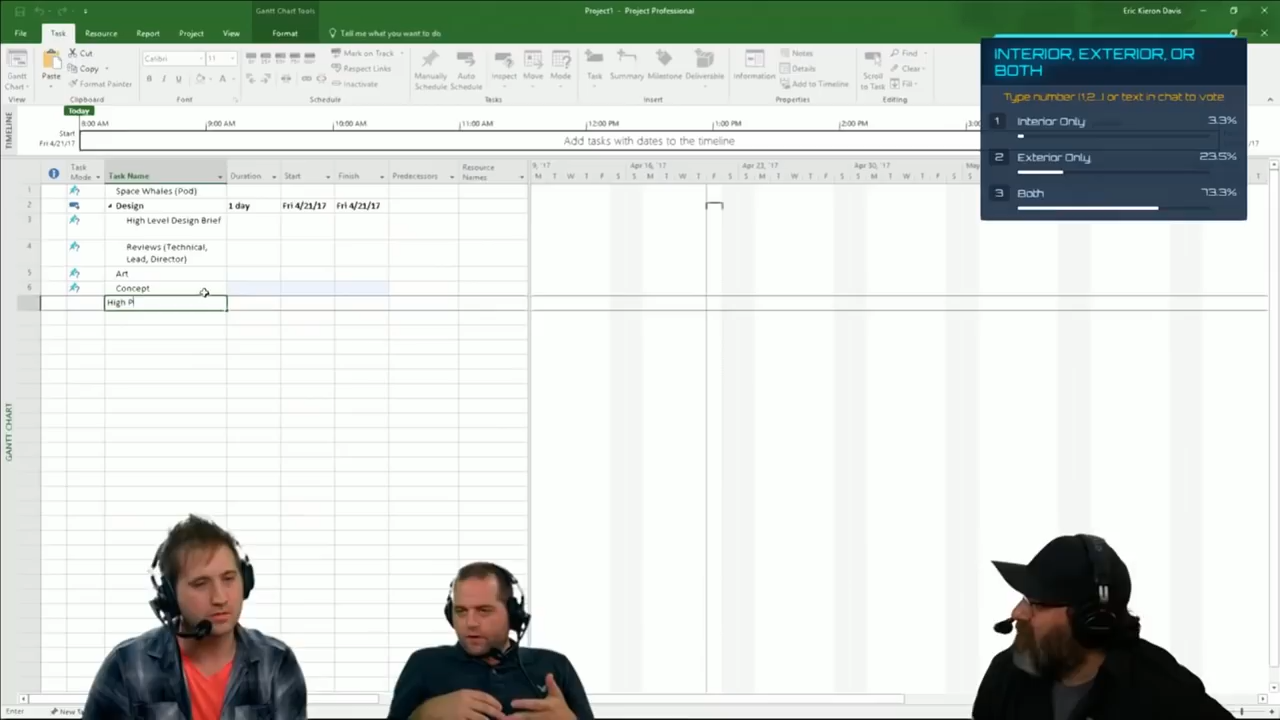 Gantt Chart Tools
Project1 - Project Professional
Eric Kieron Davis
File
Task
Resource
Report
Project
View
Format
Tell me what you want to do
Gantt
Chart
View
Paste
Cut
Copy
Format Painter
Clipboard
Calibri
11
B I U A
Font
Mark on Track
Respect Links
Inactivate
Schedule
Manually
Schedule
Auto
Schedule
Inspect
Move
Mode
Tasks
Task
Summary
Milestone
Deliverable
Insert
Information
Notes
Details
Add to Timeline
Properties
Scroll
to Task
Find
Clear
Fill
Editing
INTERIOR, EXTERIOR, OR
BOTH
Type number (1,2...) or text in chat to vote
1 Interior Only 3.3%
2 Exterior Only 23.5%
3 Both 73.3%
TIMELINE
Today
Start
Fri 4/21/17
8:00 AM 9:00 AM 10:00 AM 11:00 AM 12:00 PM 1:00 PM 2:00 PM
Add tasks with dates to the timeline
Task
Mode
Task Name
Duration
Start
Finish
Predecessors
Resource
Names
9, '17 Apr 16, '17 Apr 23, '17 Apr 30, '17
M T W T F S S M T W T F S S M T W T F S S M T W T F S
1 Space Whales (Pod)
2 Design 1 day Fri 4/21/17 Fri 4/21/17
3 High Level Design Brief
4 Reviews (Technical,
Lead, Director)
5 Art
6 Concept
High P
GANTT CHART
Enter